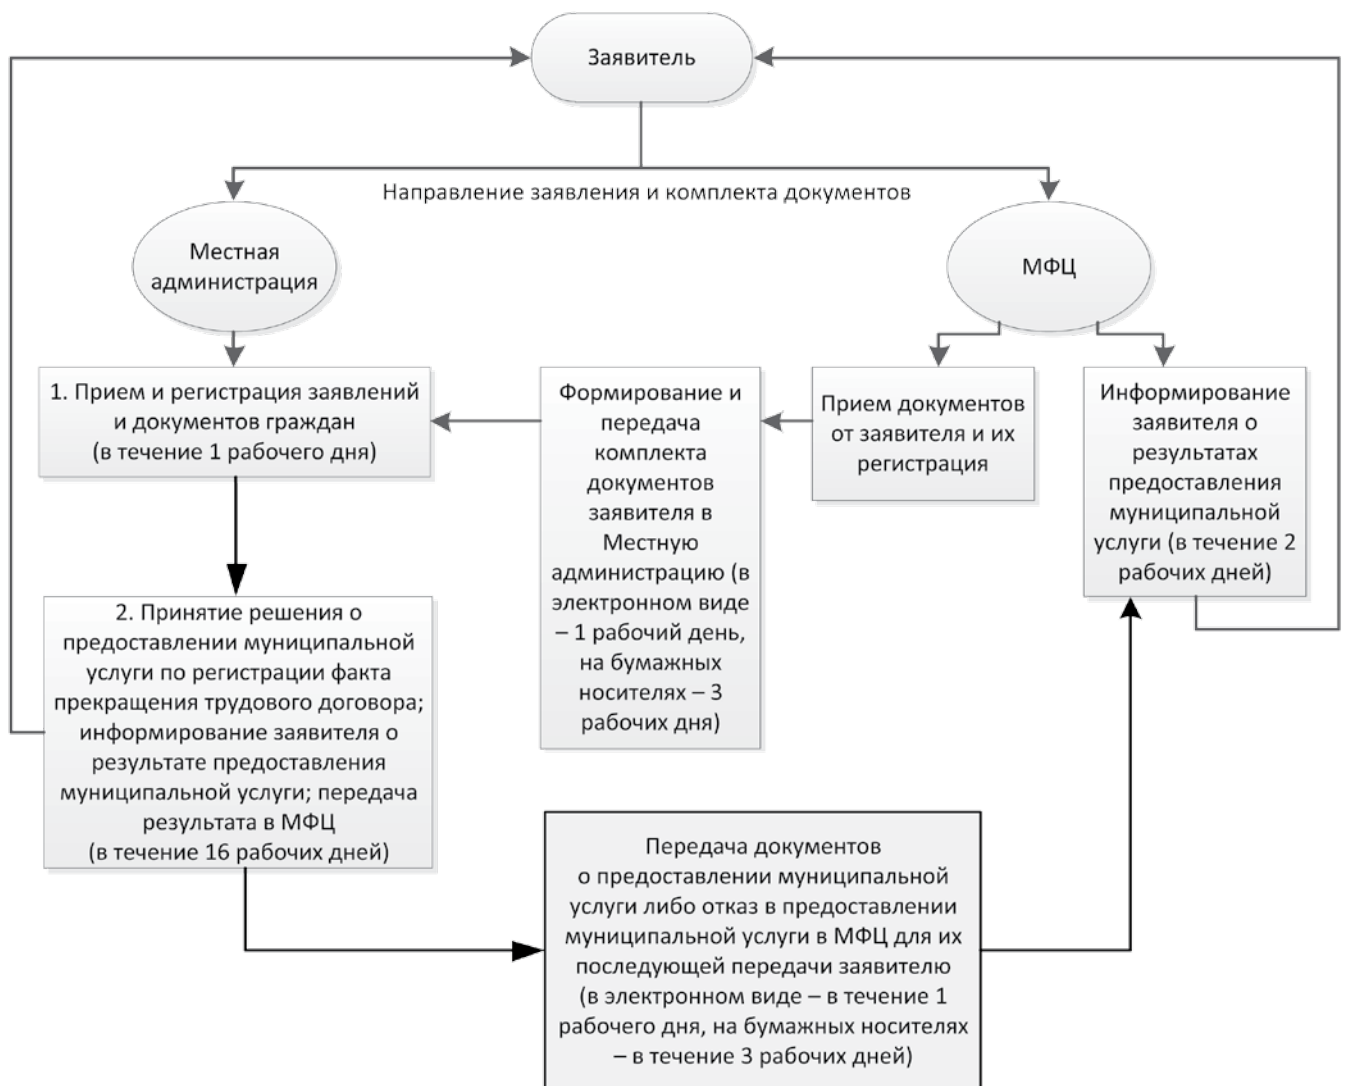 Заявитель
Направление заявления и комплекта документов
Местная
администрация
МФЦ
1. Прием и регистрация заявлений
и документов граждан
(в течение 1 рабочего дня)
Формирование и
передача
комплекта
документов
заявителя в
Местную
администрацию (в
электронном виде
– 1 рабочий день,
на бумажных
носителях – 3
рабочих дня)
Прием документов
от заявителя и их
регистрация
Информирование
заявителя о
результатах
предоставления
муниципальной
услуги (в течение 2
рабочих дней)
2. Принятие решения о
предоставлении муниципальной
услуги по регистрации факта
прекращения трудового договора;
информирование заявителя о
результате предоставления
муниципальной услуги; передача
результата в МФЦ
(в течение 16 рабочих дней)
Передача документов
о предоставлении муниципальной
услуги либо отказ в предоставлении
муниципальной услуги в МФЦ для их
последующей передачи заявителю
(в электронном виде – в течение 1
рабочего дня, на бумажных носителях
– в течение 3 рабочих дней)